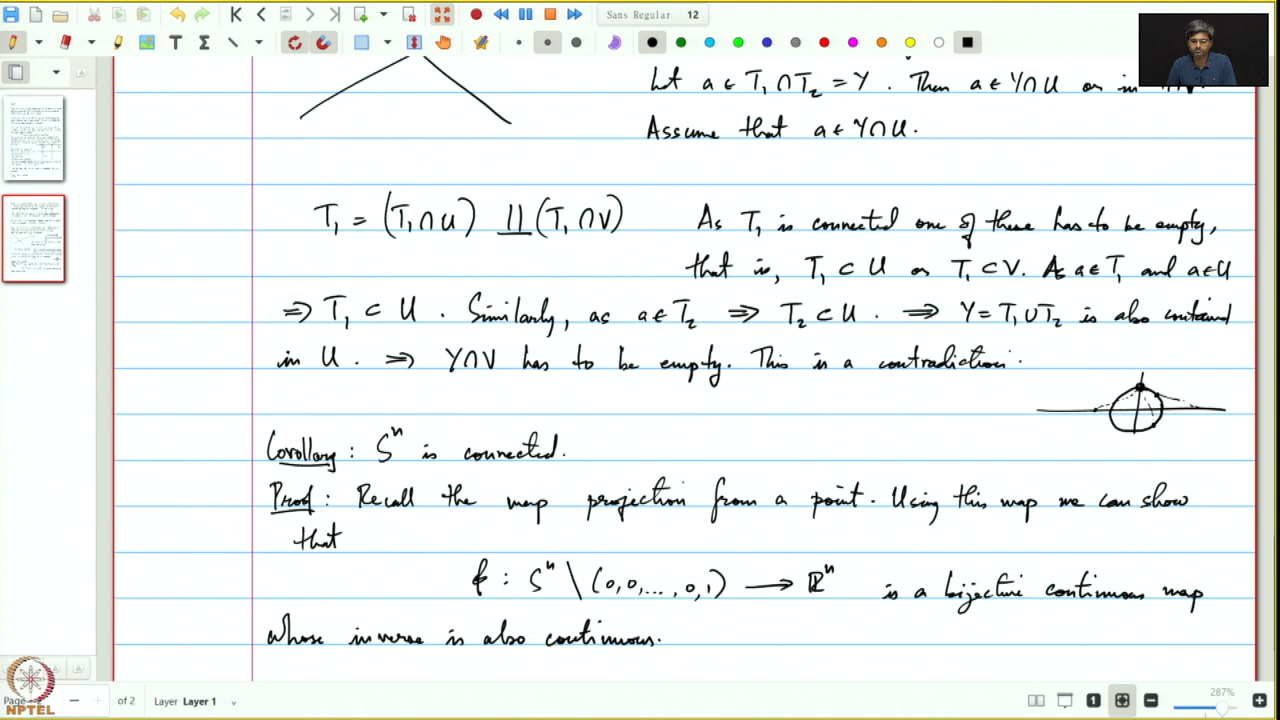 Sans Regular 12
Let a ∈ T₁ ∩ T₂ = Y. Then a ∈ Y∩U or in
Assume that a ∈ Y∩U.
T₁ = (T₁∩U) ∐ (T₁∩V) As T₁ is connected one of these has to be empty,
that is, T₁ ⊂ U or T₁ ⊂ V. As a∈T₁ and a∈U
⇒ T₁ ⊂ U. Similarly, as a∈T₂ ⇒ T₂ ⊂ U. ⇒ Y = T₁∪T₂ is also contained
in U. ⇒ Y∩V has to be empty. This is a contradiction.
Corollary : Sⁿ is connected.
Proof : Recall the map projection from a point. Using this map we can show
that
f : Sⁿ \ (0,0,...,0,1) ⟶ ℝⁿ is a bijective continuous map
whose inverse is also continuous.
NPTEL
Page of 2 Layer Layer 1 287%